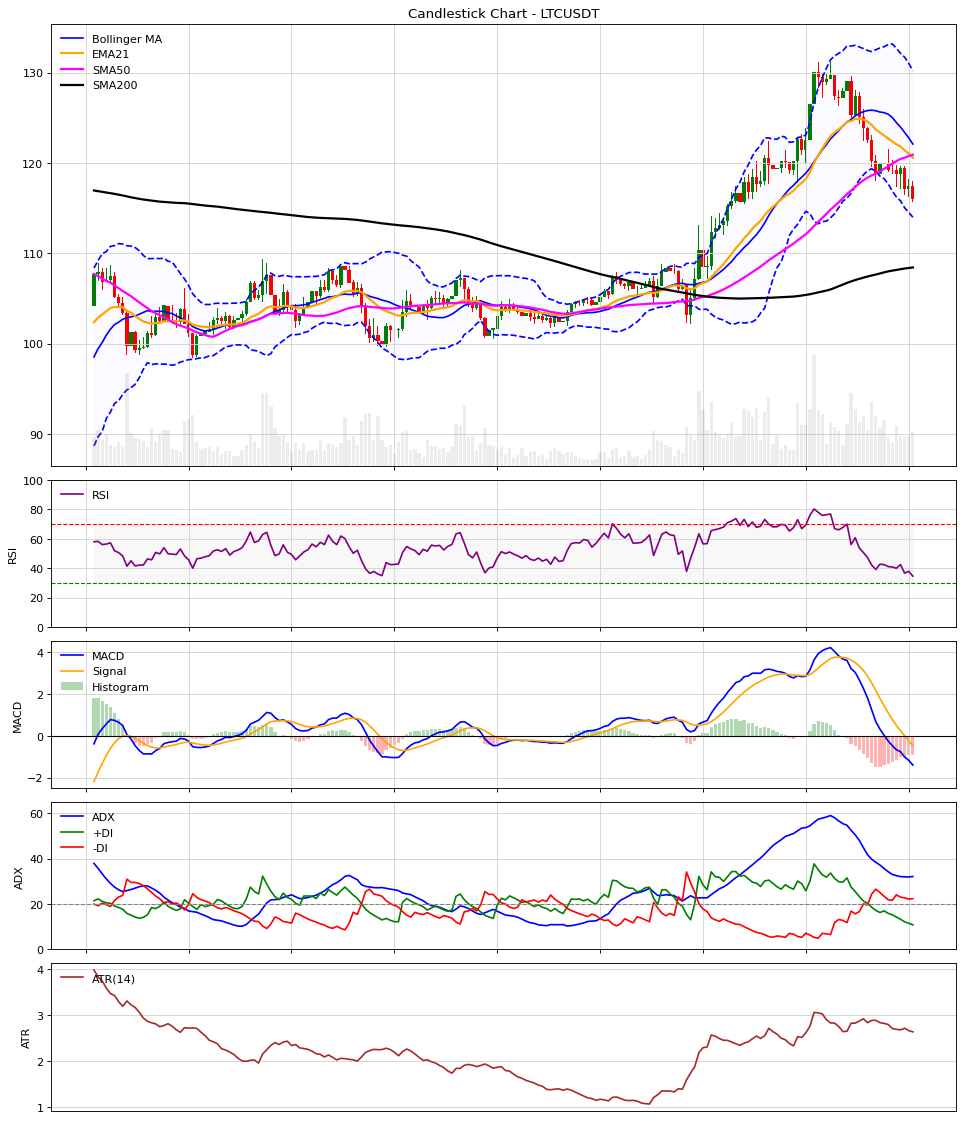 Candlestick Chart - LTCUSDT
Bollinger MA
EMA21
SMA50
SMA200
130
120
110
100
90
RSI
100
80
60
40
20
0
RSI
MACD
Signal
Histogram
4
2
0
−2
MACD
ADX
+DI
-DI
60
40
20
0
ADX
ATR(14)
4
3
2
1
ATR